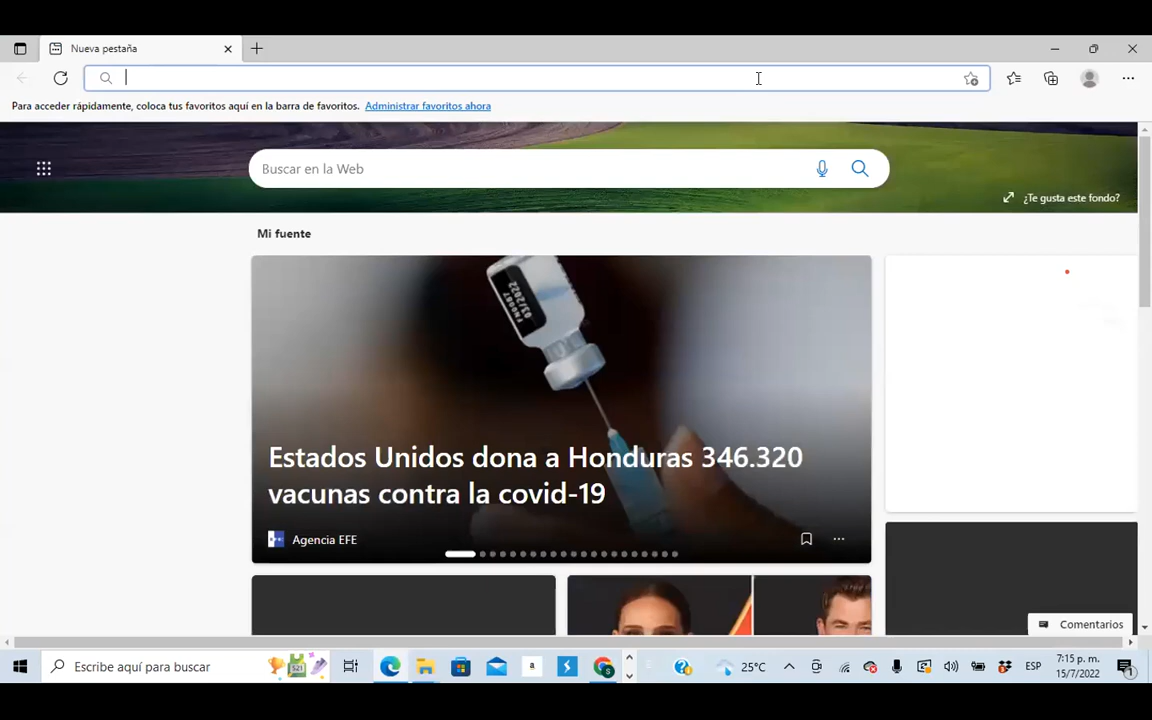 Nueva pestaña
Para acceder rápidamente, coloca tus favoritos aquí en la barra de favoritos. Administrar favoritos ahora
Buscar en la Web
¿Te gusta este fondo?
Mi fuente
03/2022
Estados Unidos dona a Honduras 346.320
vacunas contra la covid-19
Agencia EFE
Comentarios
Escribe aquí para buscar
25°C
ESP
7:15 p. m.
15/7/2022